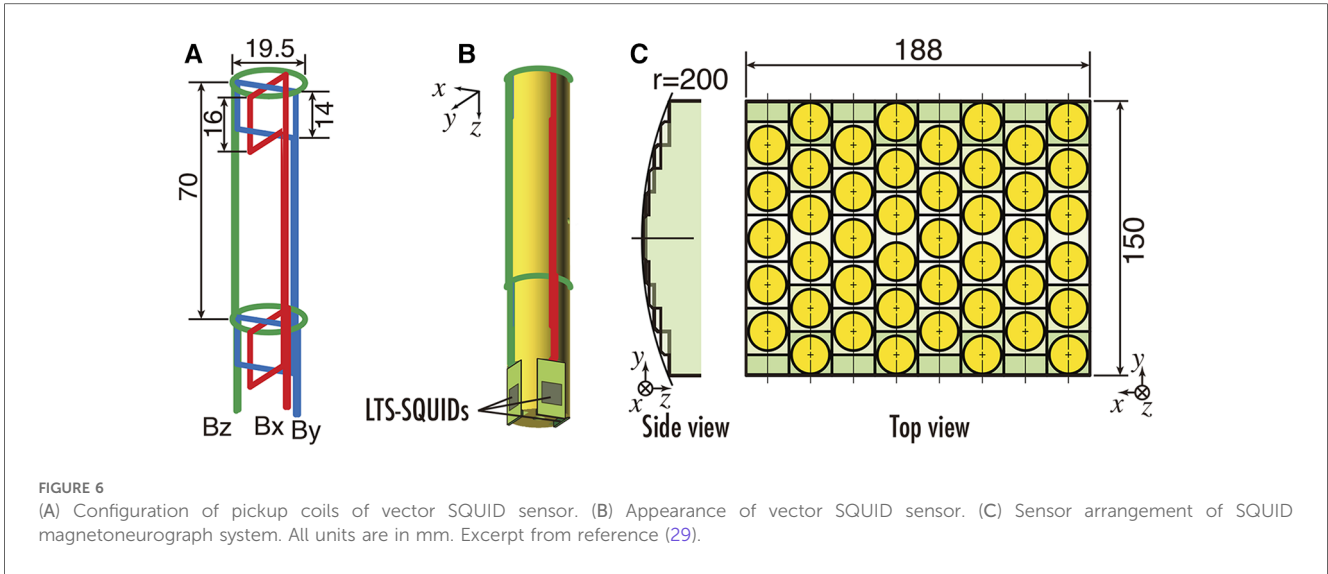 A
19.5
16
14
70
Bz Bx By
B
x
y
z
LTS-SQUIDs
C
r=200
y
x z
Side view
188
150
y
x z
Top view
FIGURE 6
(A) Configuration of pickup coils of vector SQUID sensor. (B) Appearance of vector SQUID sensor. (C) Sensor arrangement of SQUID
magnetoneurograph system. All units are in mm. Excerpt from reference (29).